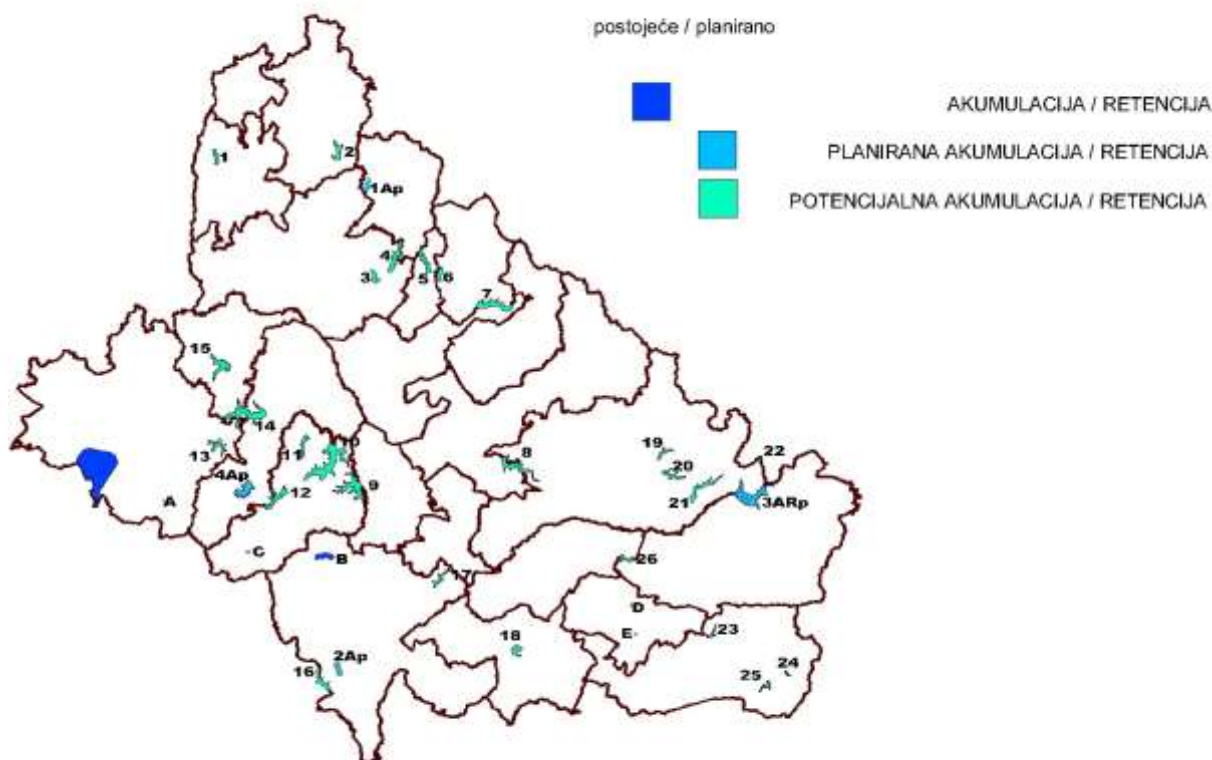 postojeće / planirano
AKUMULACIJA / RETENCIJA
PLANIRANA AKUMULACIJA / RETENCIJA
POTENCIJALNA AKUMULACIJA / RETENCIJA
1
2
1Ap
4
3
5
6
7
15
14
13
11
10
4Ap
12
9
A
C
B
8
19
20
21
22
3ARp
17
26
D
E
18
23
2Ap
16
25
24